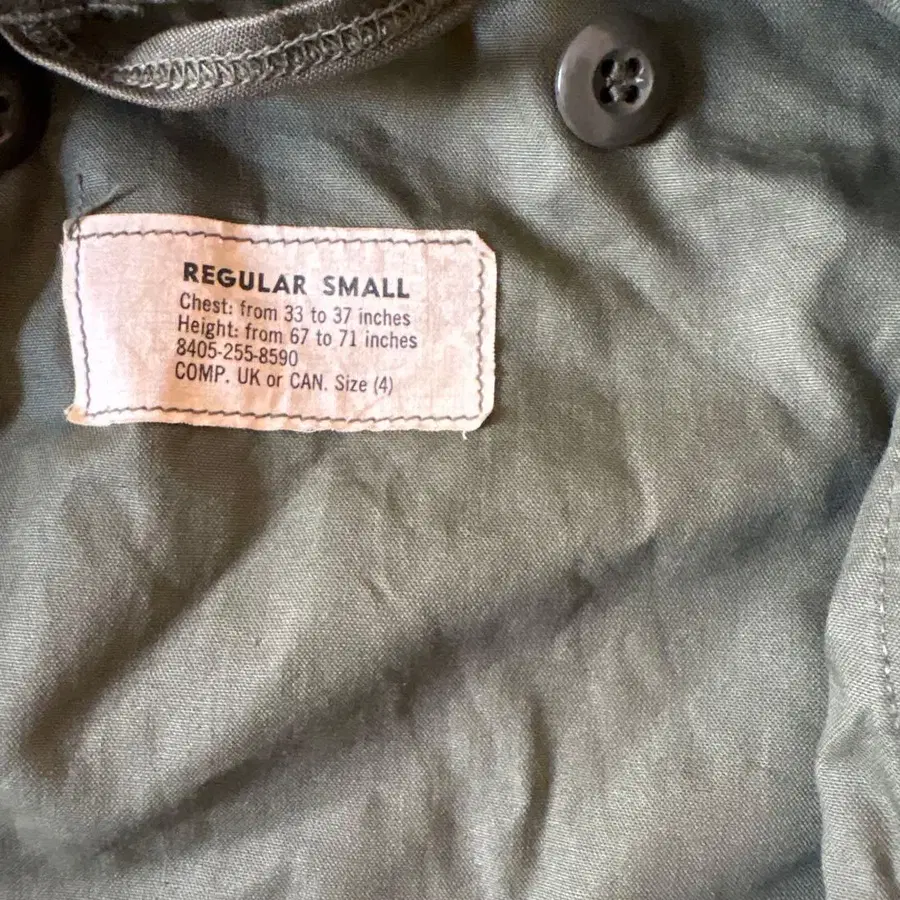 REGULAR SMALL
Chest: from 33 to 37 inches
Height: from 67 to 71 inches
8405-255-8590
COMP. UK or CAN. Size (4)